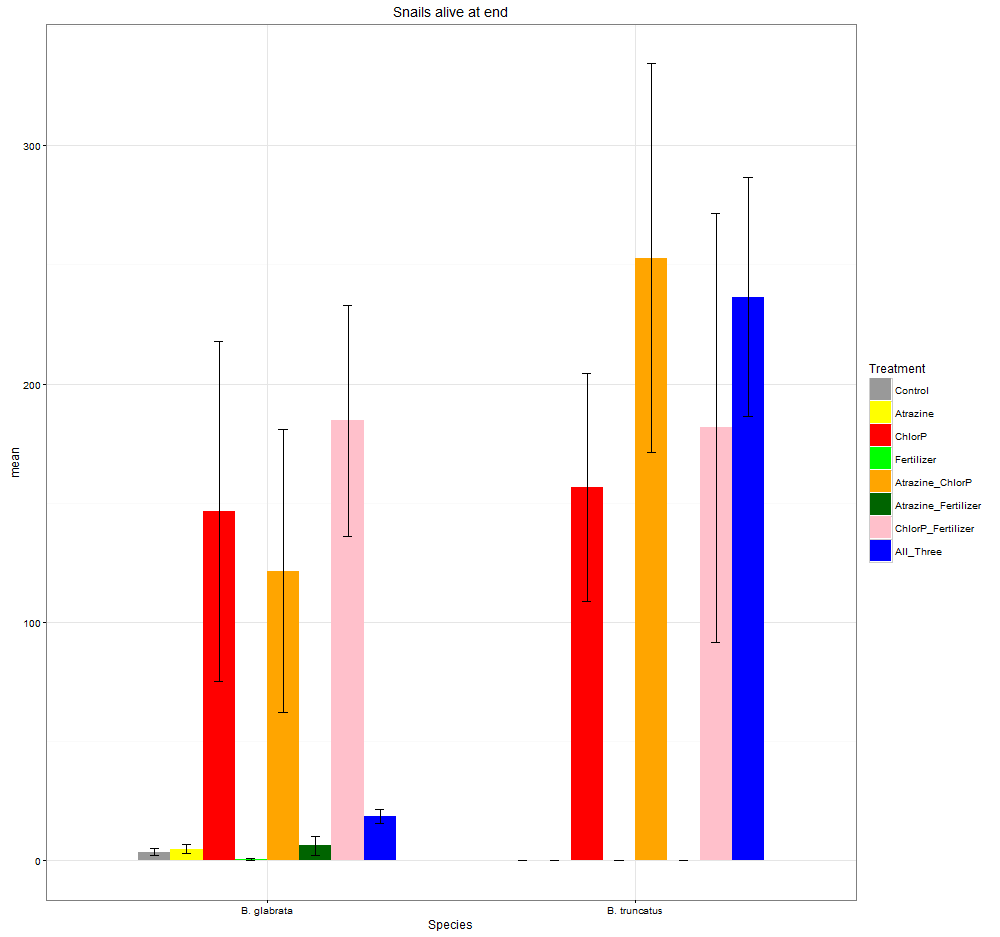 Snails alive at end
300
200
100
0
mean
B. glabrata
B. truncatus
Species
Treatment
Control
Atrazine
ChlorP
Fertilizer
Atrazine_ChlorP
Atrazine_Fertilizer
ChlorP_Fertilizer
All_Three